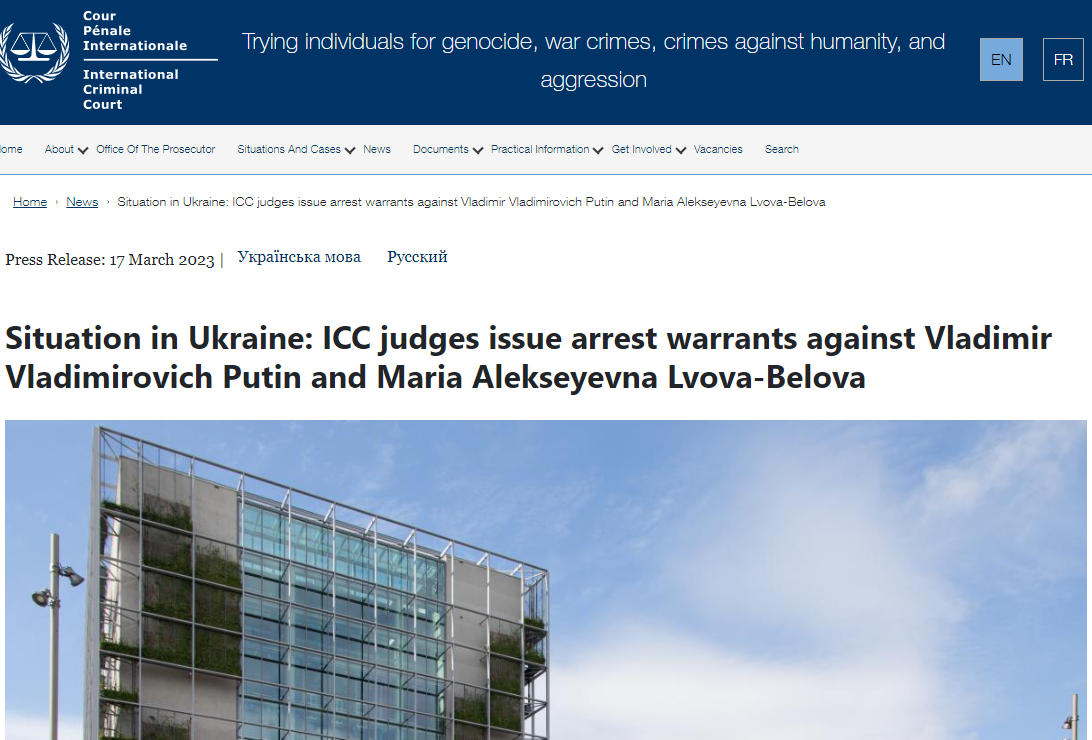 Cour
Pénale
Internationale
International
Criminal
Court
Trying individuals for genocide, war crimes, crimes against humanity, and
aggression
EN
FR
ome About Office Of The Prosecutor Situations And Cases News Documents Practical Information Get Involved Vacancies Search
Home › News › Situation in Ukraine: ICC judges issue arrest warrants against Vladimir Vladimirovich Putin and Maria Alekseyevna Lvova-Belova
Press Release: 17 March 2023 | Українська мова Русский
Situation in Ukraine: ICC judges issue arrest warrants against Vladimir
Vladimirovich Putin and Maria Alekseyevna Lvova-Belova